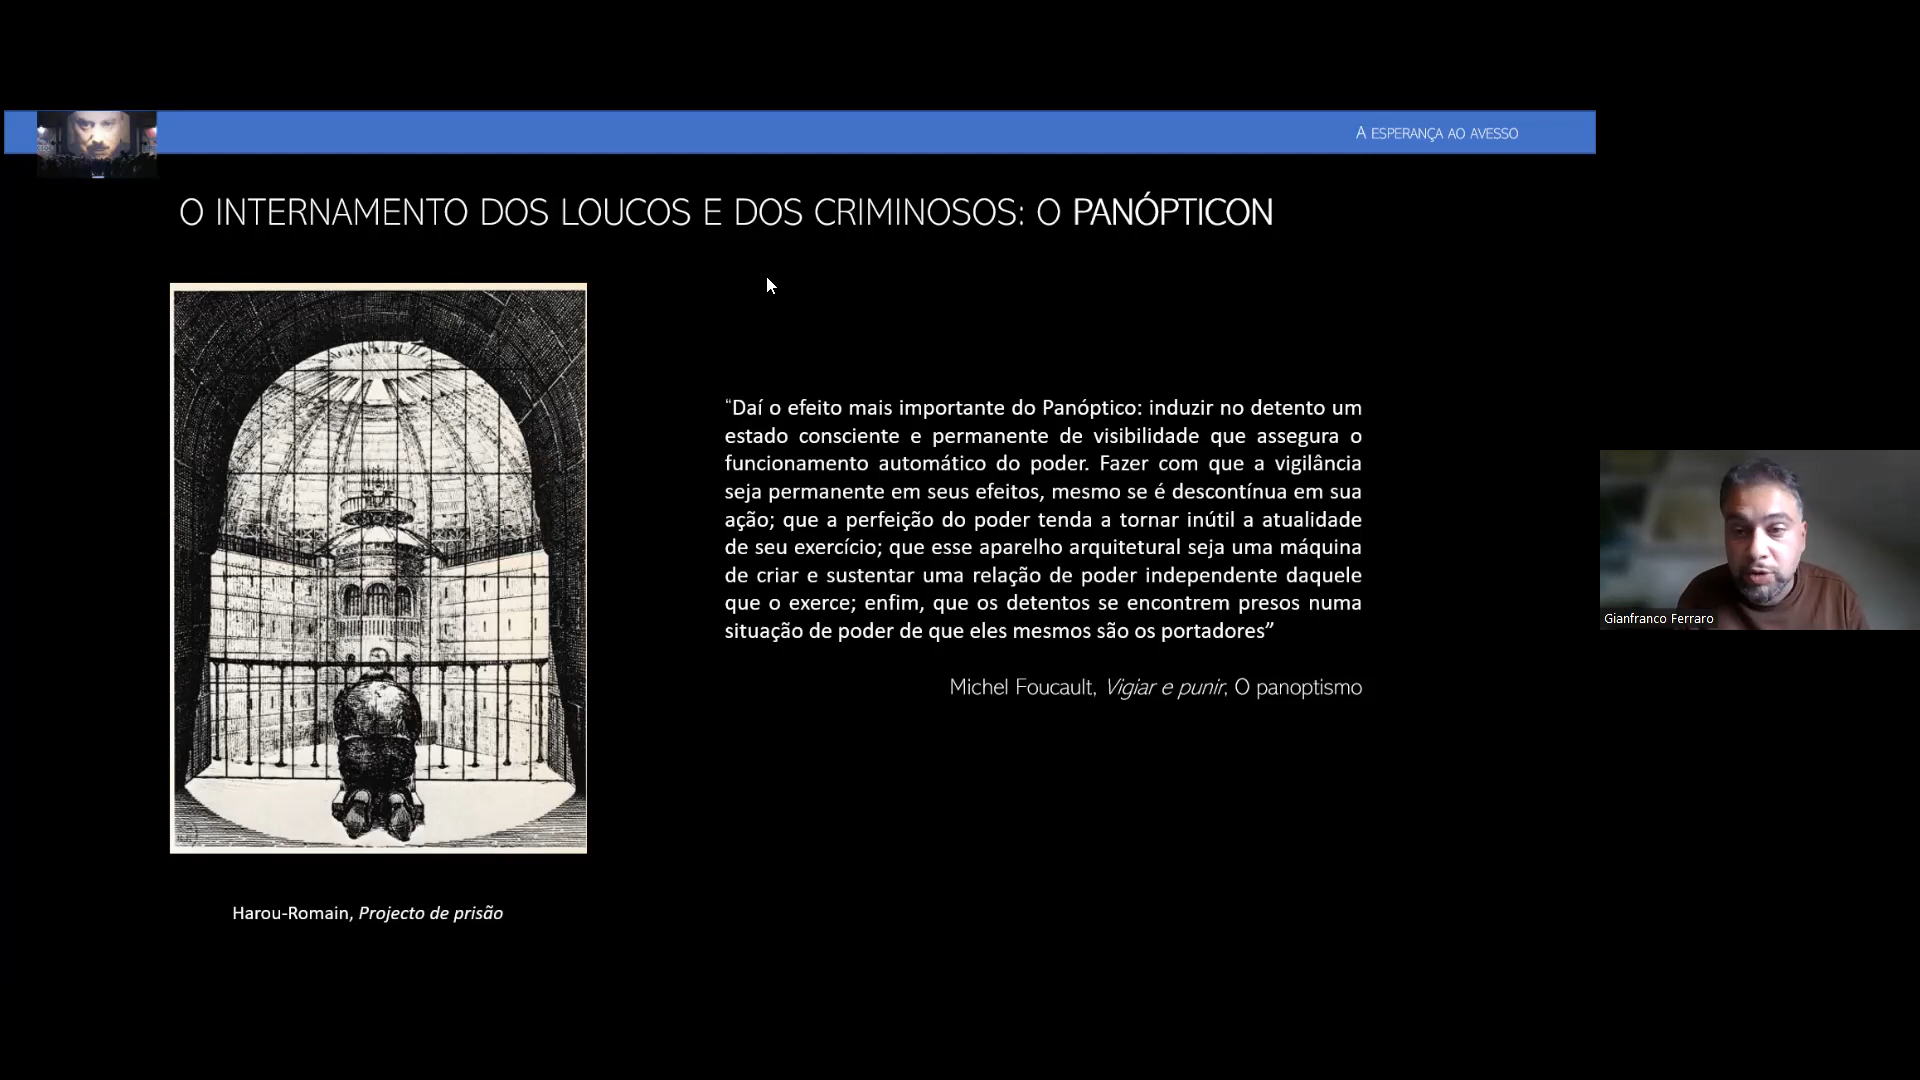 A ESPERANÇA AO AVESSO
O INTERNAMENTO DOS LOUCOS E DOS CRIMINOSOS: O PANÓPTICON
“Daí o efeito mais importante do Panóptico: induzir no detento um
estado consciente e permanente de visibilidade que assegura o
funcionamento automático do poder. Fazer com que a vigilância
seja permanente em seus efeitos, mesmo se é descontínua em sua
ação; que a perfeição do poder tenda a tornar inútil a atualidade
de seu exercício; que esse aparelho arquitetural seja uma máquina
de criar e sustentar uma relação de poder independente daquele
que o exerce; enfim, que os detentos se encontrem presos numa
situação de poder de que eles mesmos são os portadores”
Michel Foucault, Vigiar e punir, O panoptismo
Harou-Romain, Projecto de prisão
Gianfranco Ferraro